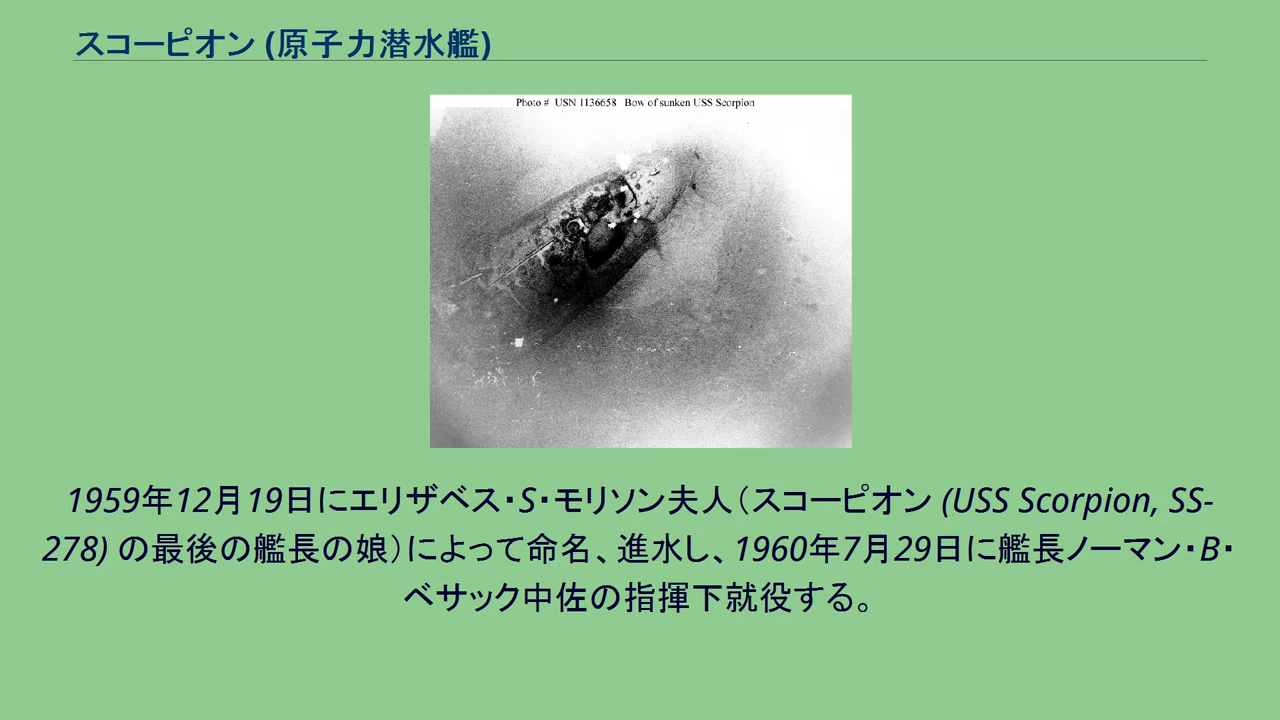 スコーピオン (原子力潜水艦)
Photo # USN 1136658 Bow of sunken USS Scorpion
1959年12月19日にエリザベス・S・モリソン夫人（スコーピオン (USS Scorpion, SS-
278) の最後の艦長の娘）によって命名、進水し、1960年7月29日に艦長ノーマン・B・
ベサック中佐の指揮下就役する。